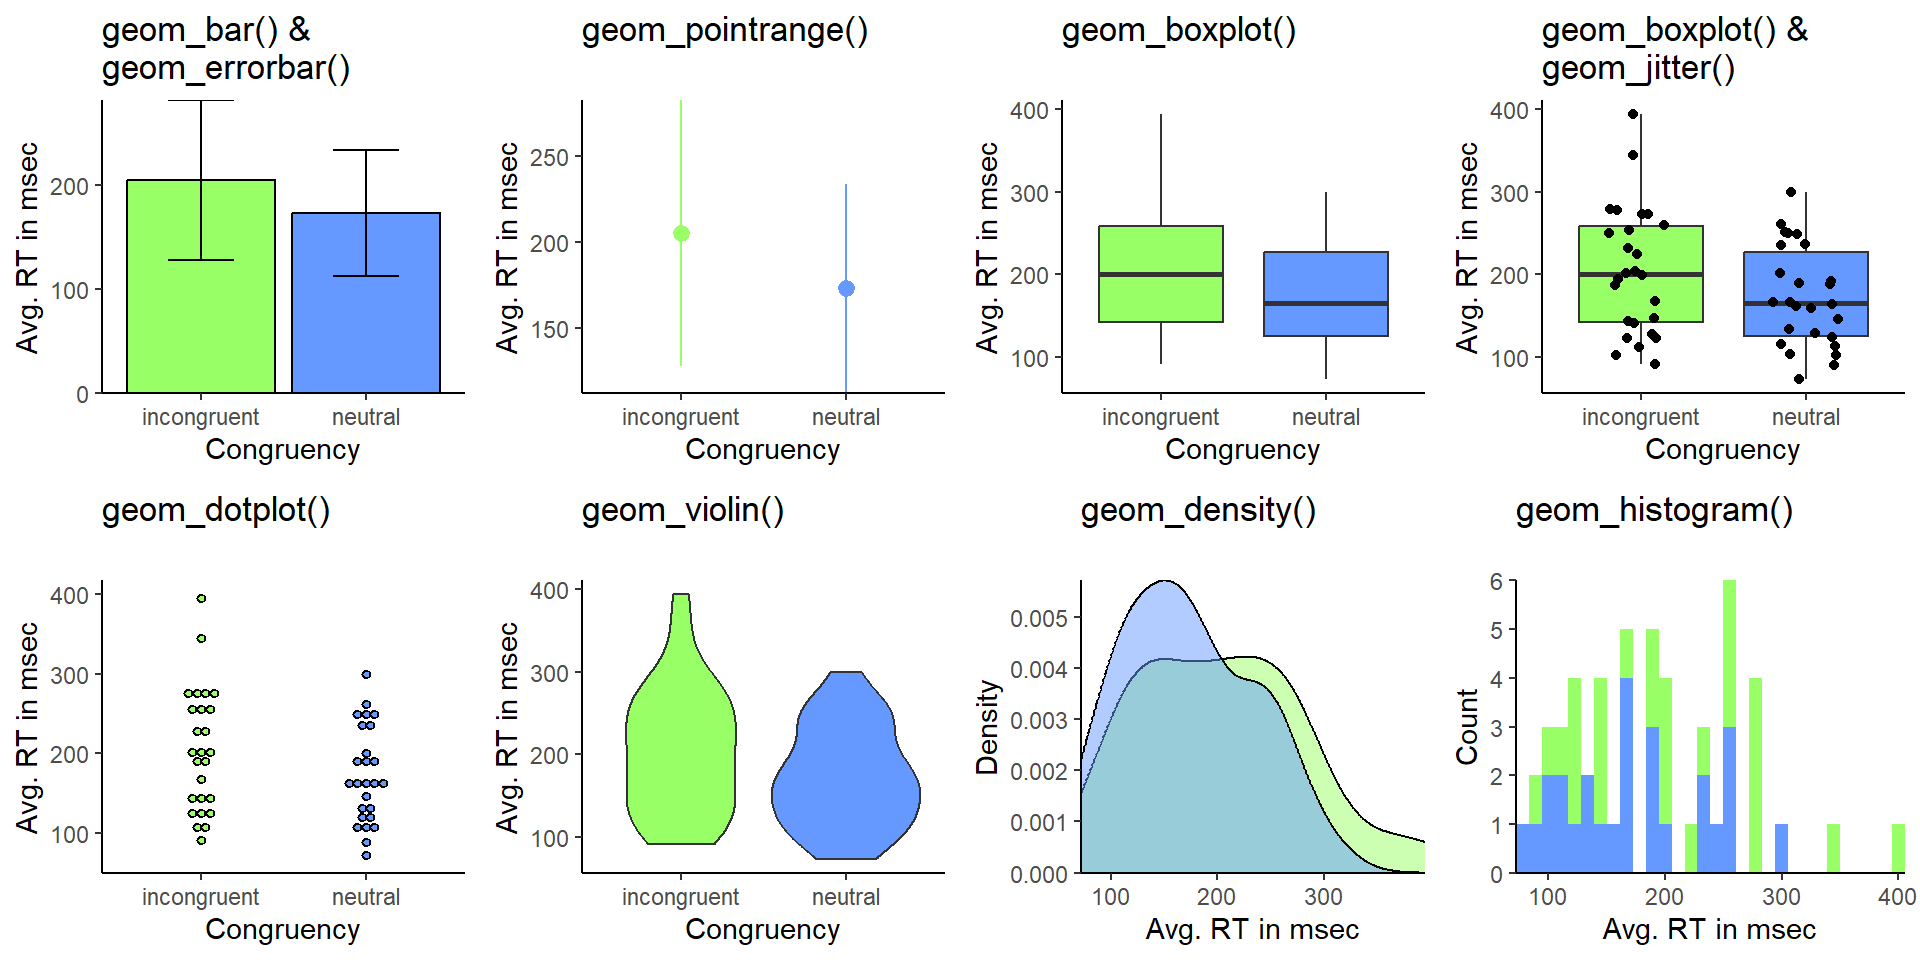 geom_bar() &
geom_errorbar()
Avg. RT in msec
200
100
0
incongruent neutral
Congruency
geom_pointrange()
Avg. RT in msec
250
200
150
incongruent neutral
Congruency
geom_boxplot()
Avg. RT in msec
400
300
200
100
incongruent neutral
Congruency
geom_boxplot() &
geom_jitter()
Avg. RT in msec
400
300
200
100
incongruent neutral
Congruency
geom_dotplot()
Avg. RT in msec
400
300
200
100
incongruent neutral
Congruency
geom_violin()
Avg. RT in msec
400
300
200
100
incongruent neutral
Congruency
geom_density()
Density
0.005
0.004
0.003
0.002
0.001
0.000
100 200 300
Avg. RT in msec
geom_histogram()
Count
6
5
4
3
2
1
0
100 200 300 400
Avg. RT in msec